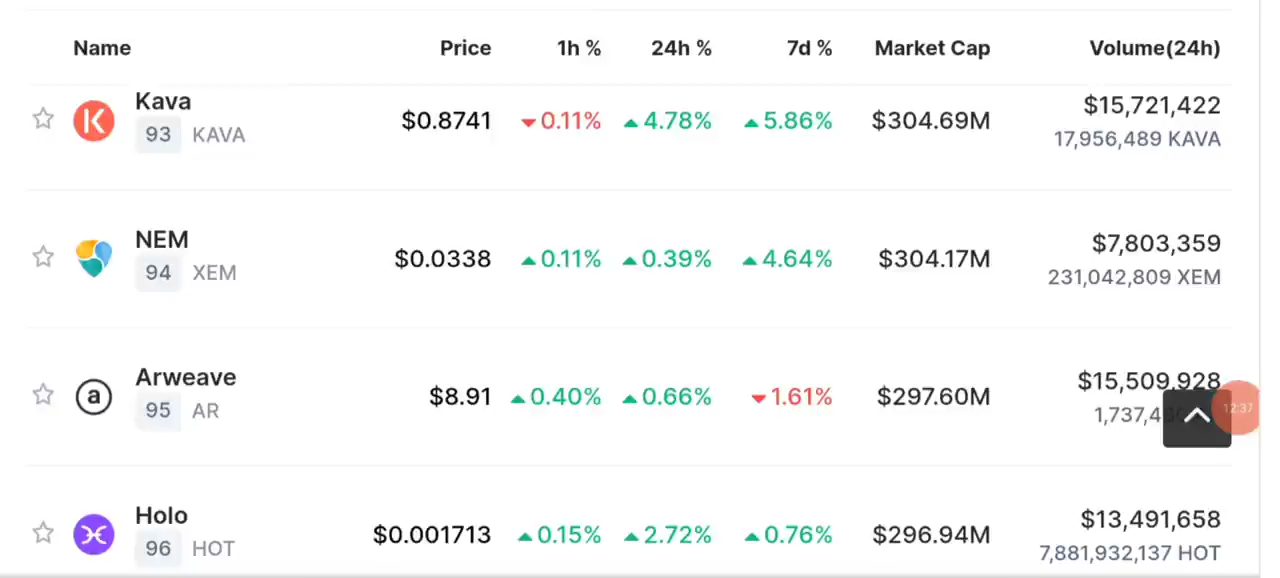 Name Price 1h % 24h % 7d % Market Cap Volume(24h)
Kava
93 KAVA
$0.8741 0.11% 4.78% 5.86% $304.69M $15,721,422
17,956,489 KAVA
NEM
94 XEM
$0.0338 0.11% 0.39% 4.64% $304.17M $7,803,359
231,042,809 XEM
Arweave
95 AR
$8.91 0.40% 0.66% 1.61% $297.60M $15,509,928
12:37
Holo
96 HOT
$0.001713 0.15% 2.72% 0.76% $296.94M $13,491,658
7,881,932,137 HOT